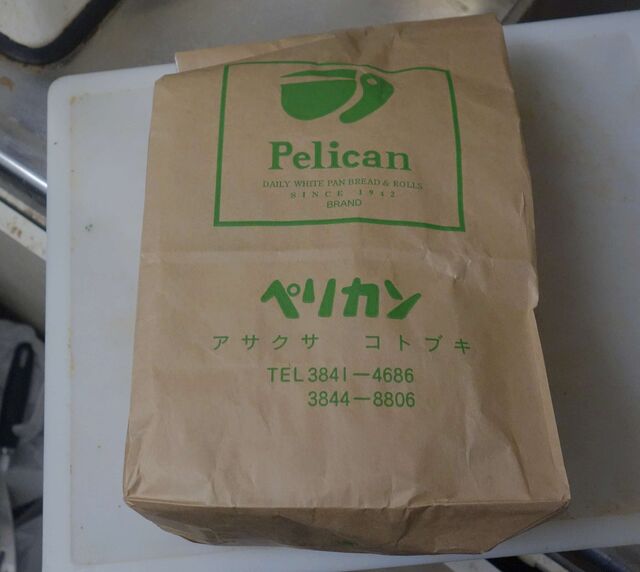 Pelican
DAILY WHITE PAN BREAD & ROLLS
SINCE 1942
BRAND
ペリカン
アサクサ コトブキ
TEL 3841-4686
3844-8806